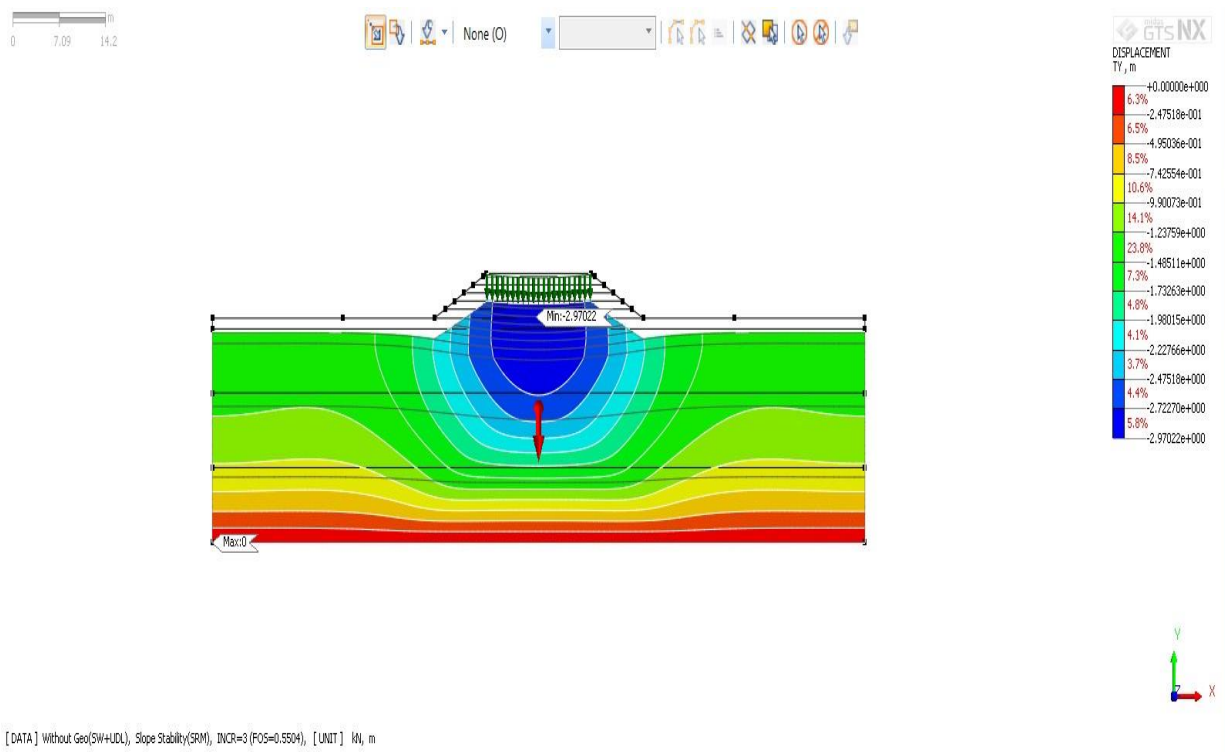 m
0 7.09 14.2
None (O)
midas
GTS NX
DISPLACEMENT
TY , m
+0.00000e+000
6.3%
-2.47518e-001
6.5%
-4.95036e-001
8.5%
-7.42554e-001
10.6%
-9.90073e-001
14.1%
-1.23759e+000
23.8%
-1.48511e+000
7.3%
-1.73263e+000
4.8%
-1.98015e+000
4.1%
-2.22766e+000
3.7%
-2.47518e+000
4.4%
-2.72270e+000
5.8%
-2.97022e+000
Min:-2.97022
Max:0
Y
Z
X
[ DATA ] Without Geo(SW+UDL), Slope Stability(SRM), INCR=3 (FOS=0.5504), [ UNIT ] kN, m